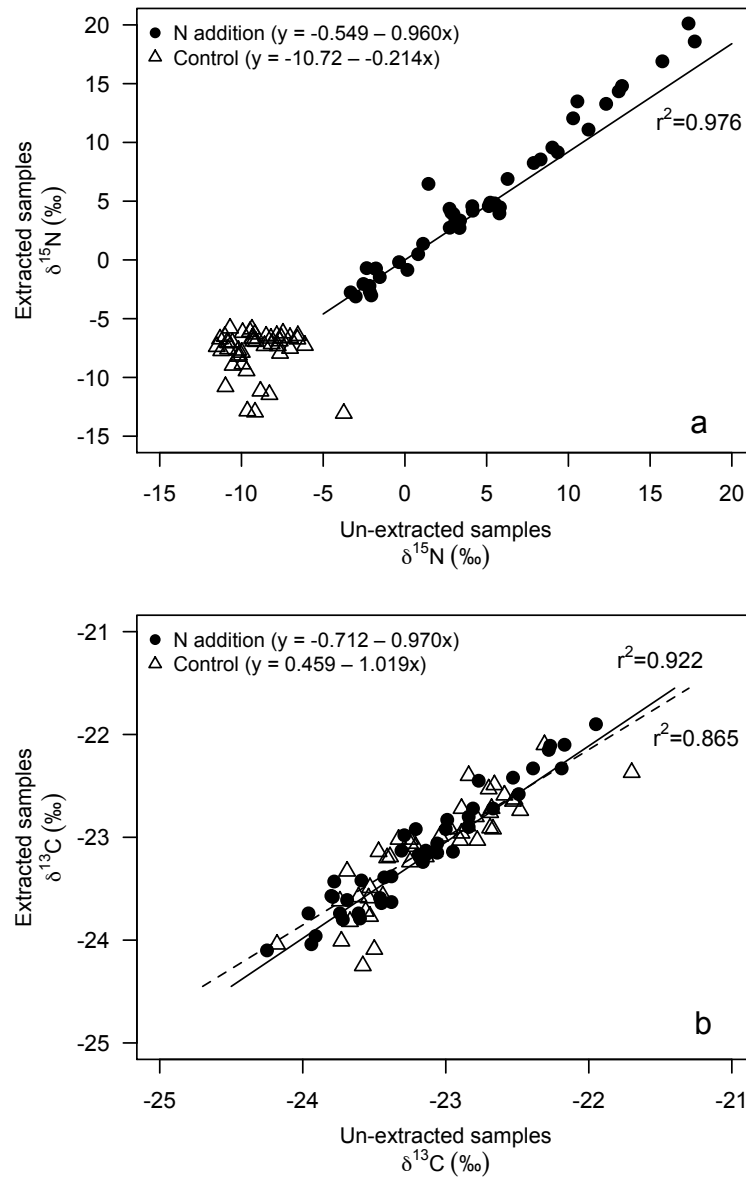 20
15
10
5
0
-5
-10
-15
Extracted samples
δ¹⁵N (‰)
● N addition (y = -0.549 – 0.960x)
△ Control (y = -10.72 – -0.214x)
r²=0.976
a
-15 -10 -5 0 5 10 15 20
Un-extracted samples
δ¹⁵N (‰)
-21
-22
-23
-24
-25
Extracted samples
δ¹³C (‰)
● N addition (y = -0.712 – 0.970x)
△ Control (y = 0.459 – 1.019x)
r²=0.922
r²=0.865
b
-25 -24 -23 -22 -21
Un-extracted samples
δ¹³C (‰)